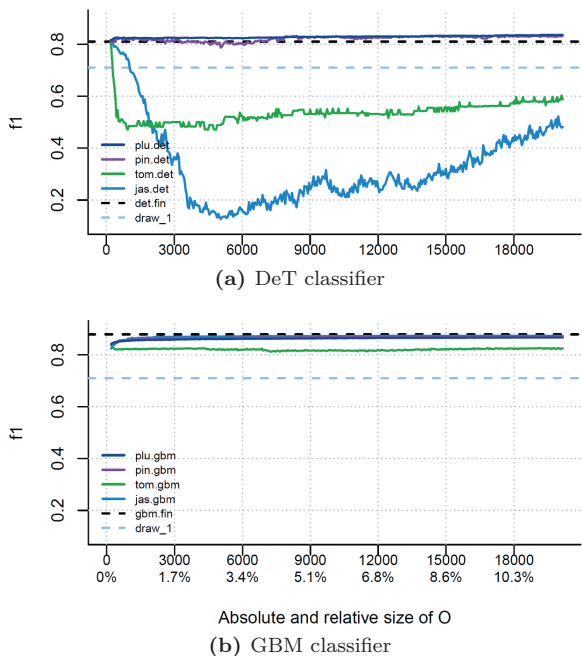 0.8
0.6
0.4
0.2
f1
plu.det
pin.det
tom.det
jas.det
det.fin
draw_1
0 3000 6000 9000 12000 18000
(a) DeT classifier
0.8
0.6
0.4
0.2
f1
plu.gbm
pin.gbm
tom.gbm
jas.gbm
gbm.fin
draw_1
0 3000 6000 9000 12000 18000
0% 1.7% 3.4% 5.1% 6.8% 8.6% 10.3%
Absolute and relative size of O
(b) GBM classifier